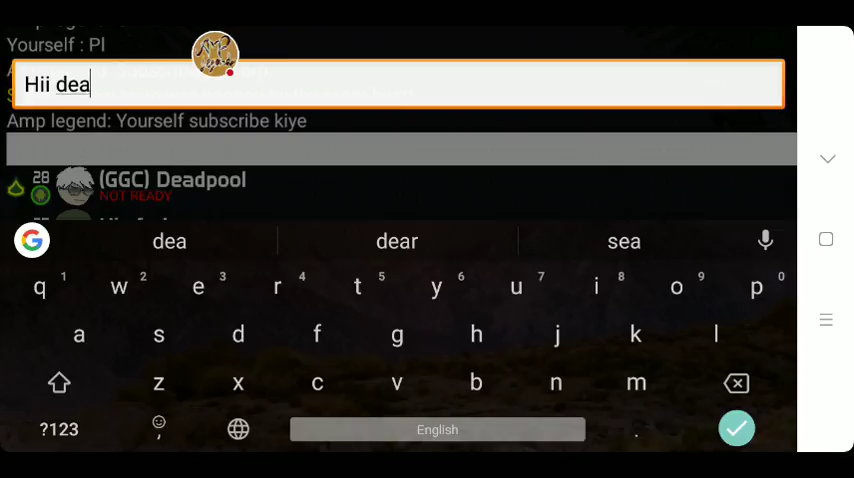 Yourself : Pl
Hii dea
Amp legend: Yourself subscribe kiye
28 (GGC) Deadpool
NOT READY
dea dear sea
q 1 w 2 e 3 r 4 t 5 y 6 u 7 i 8 o 9 p 0
a s d f g h j k l
z x c v b n m
?123 , English .